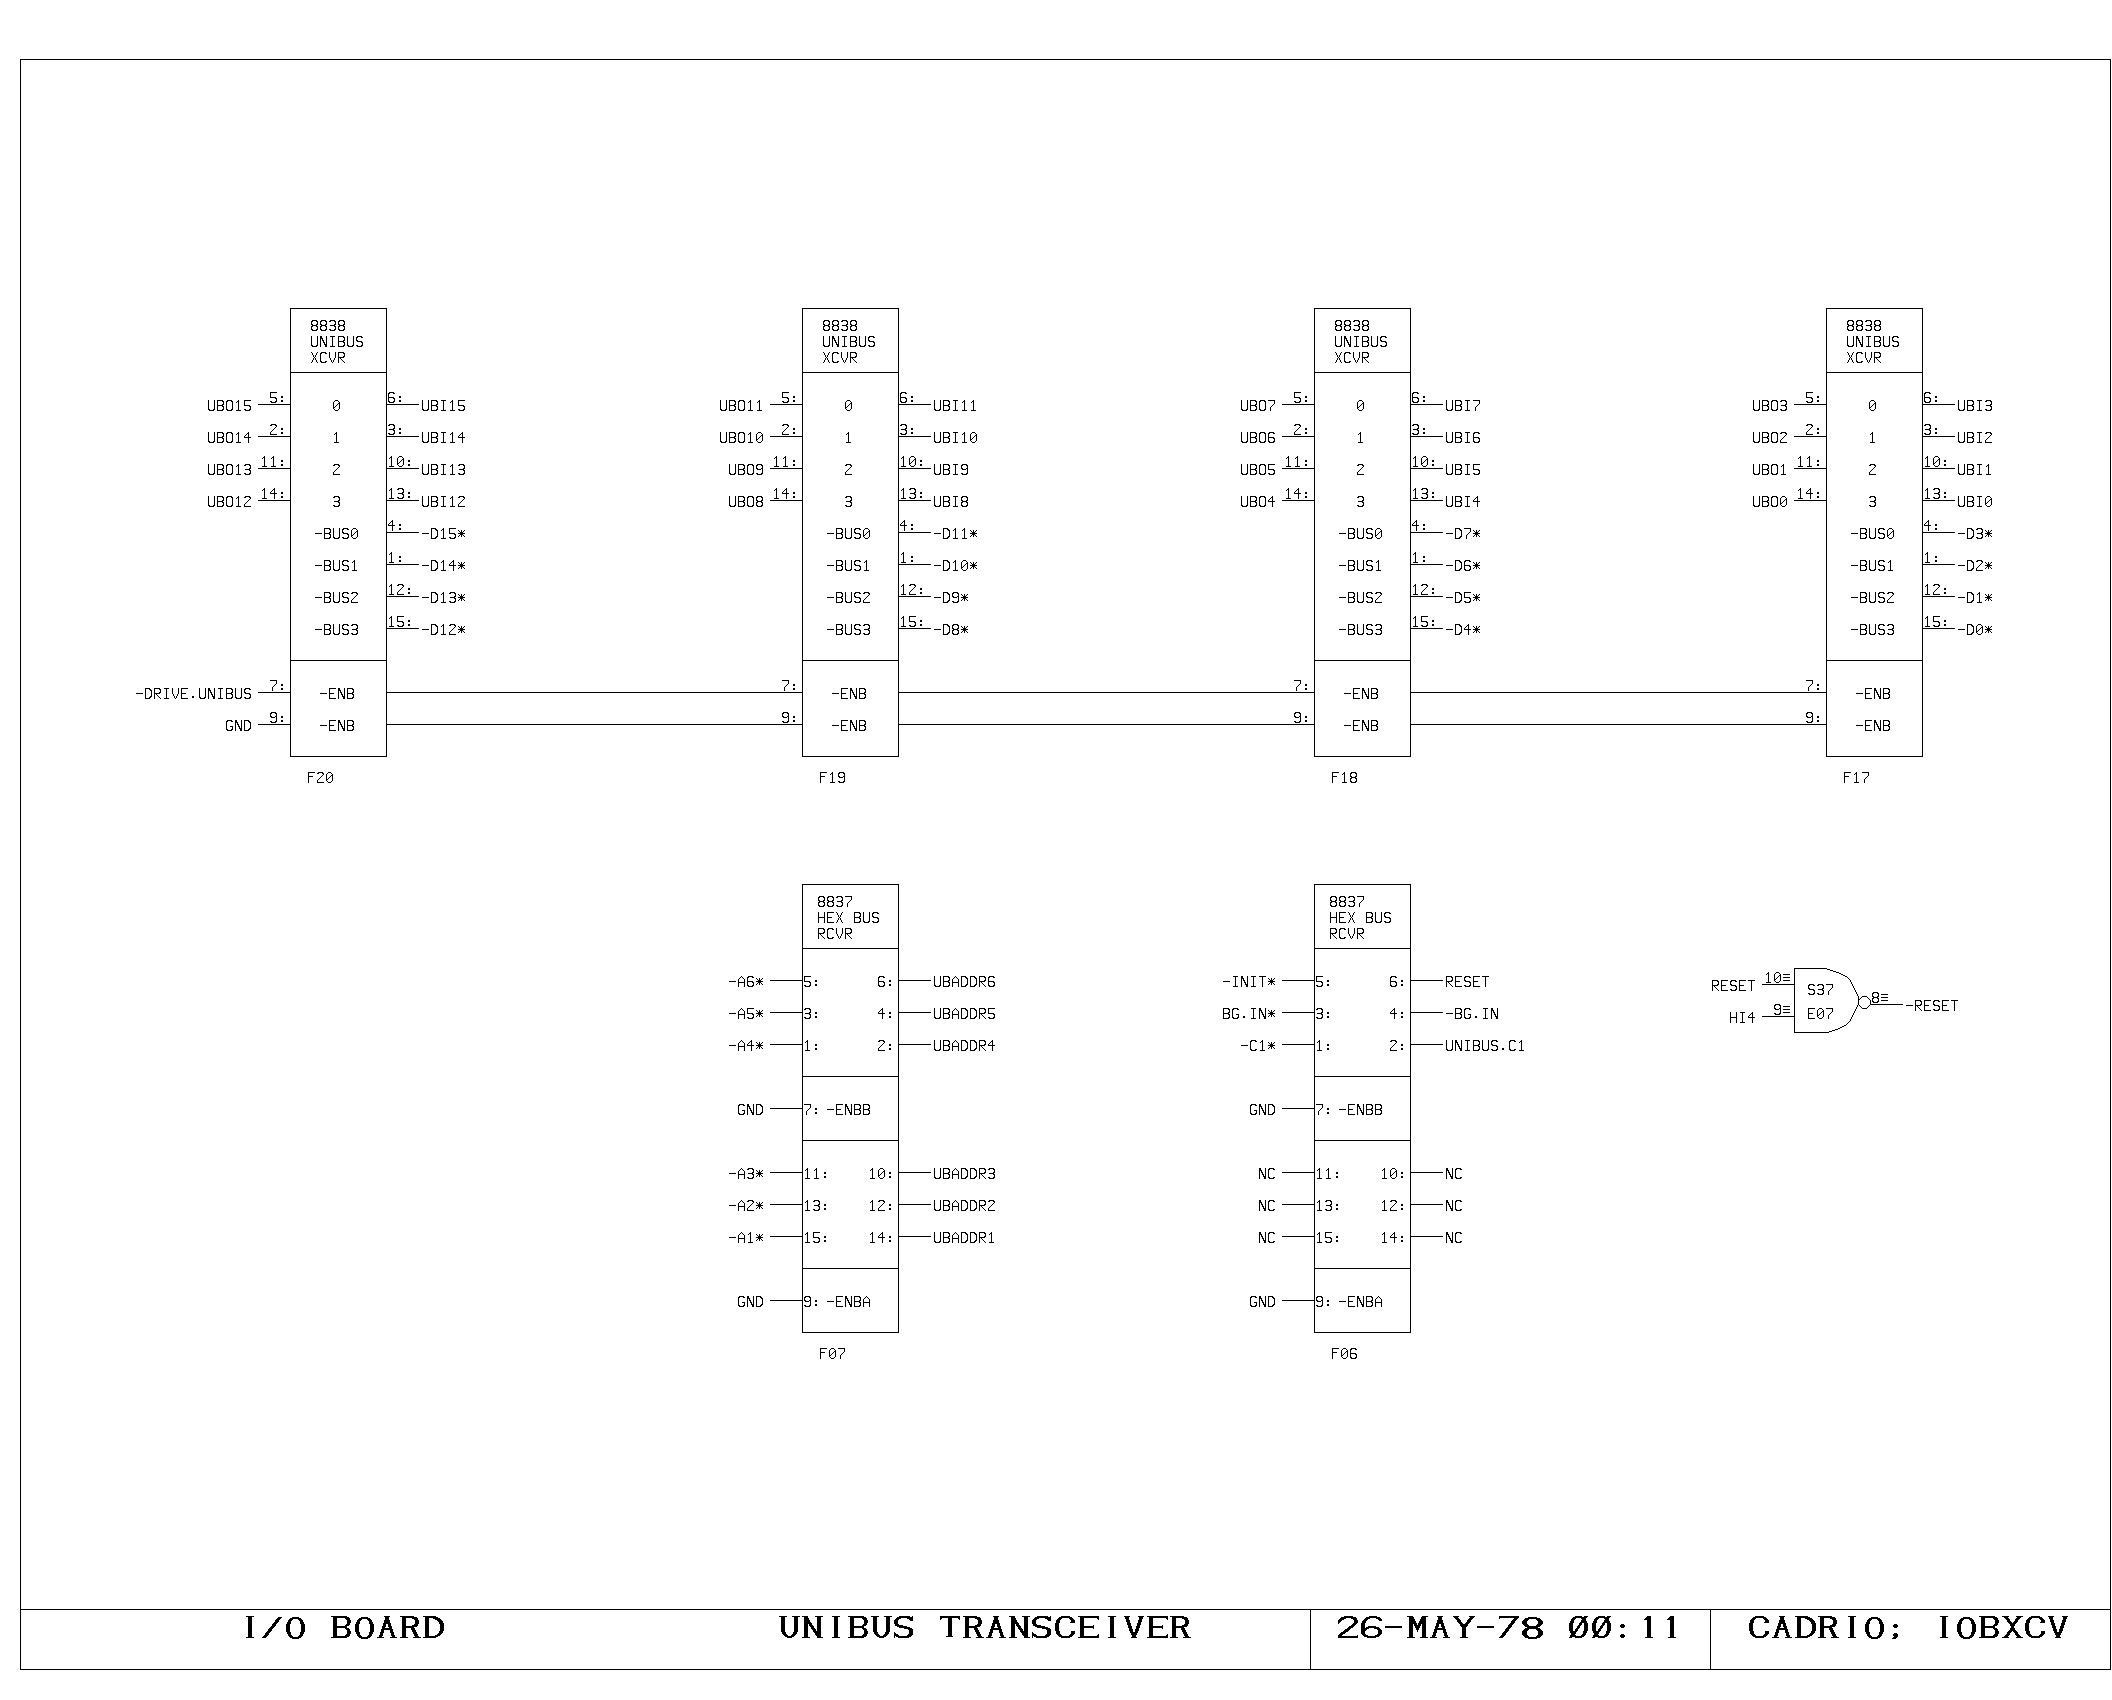 8838 8838 8838 8838
UNIBUS UNIBUS UNIBUS UNIBUS
XCVR XCVR XCVR XCVR
UBO15 5: 0 6: UBI15 UBO11 5: 0 6: UBI11 UBO7 5: 0 6: UBI7 UBO3 5: 0 6: UBI3
UBO14 2: 1 3: UBI14 UBO10 2: 1 3: UBI10 UBO6 2: 1 3: UBI6 UBO2 2: 1 3: UBI2
UBO13 11: 2 10: UBI13 UBO9 11: 2 10: UBI9 UBO5 11: 2 10: UBI5 UBO1 11: 2 10: UBI1
UBO12 14: 3 13: UBI12 UBO8 14: 3 13: UBI8 UBO4 14: 3 13: UBI4 UBO0 14: 3 13: UBI0
-BUS0 4: -D15* -BUS0 4: -D11* -BUS0 4: -D7* -BUS0 4: -D3*
-BUS1 1: -D14* -BUS1 1: -D10* -BUS1 1: -D6* -BUS1 1: -D2*
-BUS2 12: -D13* -BUS2 12: -D9* -BUS2 12: -D5* -BUS2 12: -D1*
-BUS3 15: -D12* -BUS3 15: -D8* -BUS3 15: -D4* -BUS3 15: -D0*
-DRIVE.UNIBUS 7: -ENB 7: -ENB 7: -ENB 7: -ENB
GND 9: -ENB 9: -ENB 9: -ENB 9: -ENB
F20 F19 F18 F17
8837 8837
HEX BUS HEX BUS
RCVR RCVR
-A6* 5: 6: UBADDR6 -INIT* 5: 6: RESET RESET 10≡ S37
-A5* 3: 4: UBADDR5 BG.IN* 3: 4: -BG.IN HI4 9≡ E07 8≡ -RESET
-A4* 1: 2: UBADDR4 -C1* 1: 2: UNIBUS.C1
GND 7: -ENBB GND 7: -ENBB
-A3* 11: 10: UBADDR3 NC 11: 10: NC
-A2* 13: 12: UBADDR2 NC 13: 12: NC
-A1* 15: 14: UBADDR1 NC 15: 14: NC
GND 9: -ENBA GND 9: -ENBA
F07 F06
I/O BOARD UNIBUS TRANSCEIVER 26-MAY-78 00:11 CADRIO; IOBXCV